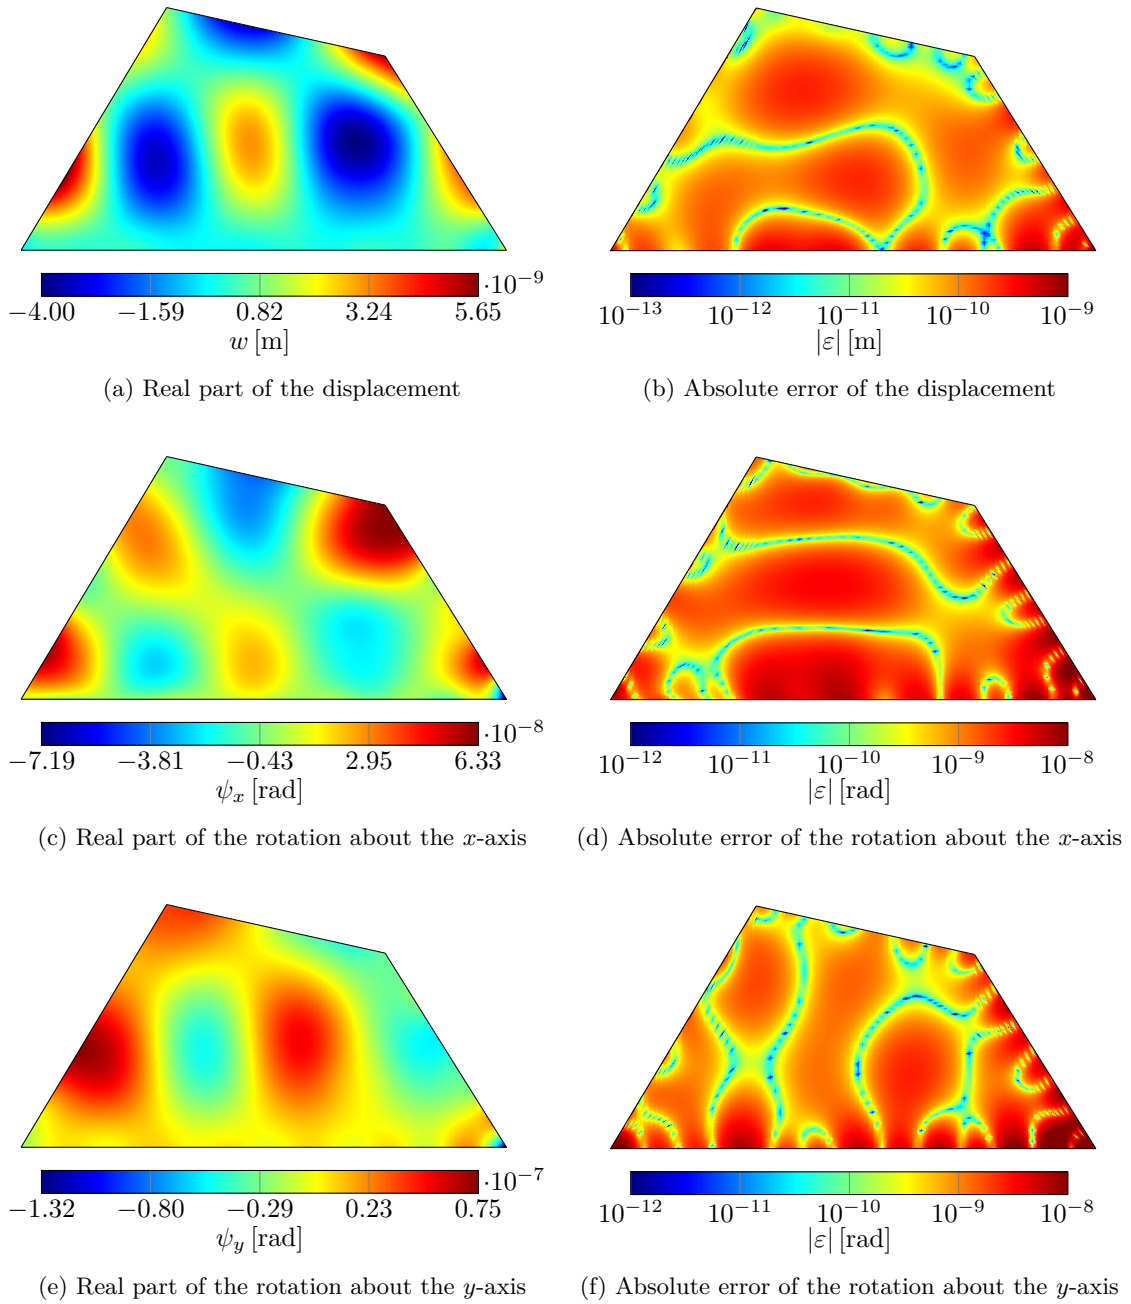 −4.00 −1.59 0.82 3.24 5.65 ·10⁻⁹
w [m]
(a) Real part of the displacement
10⁻¹³ 10⁻¹² 10⁻¹¹ 10⁻¹⁰ 10⁻⁹
|ε| [m]
(b) Absolute error of the displacement
−7.19 −3.81 −0.43 2.95 6.33 ·10⁻⁸
ψₓ [rad]
(c) Real part of the rotation about the x-axis
10⁻¹² 10⁻¹¹ 10⁻¹⁰ 10⁻⁹ 10⁻⁸
|ε| [rad]
(d) Absolute error of the rotation about the x-axis
−1.32 −0.80 −0.29 0.23 0.75 ·10⁻⁷
ψ_y [rad]
(e) Real part of the rotation about the y-axis
10⁻¹² 10⁻¹¹ 10⁻¹⁰ 10⁻⁹ 10⁻⁸
|ε| [rad]
(f) Absolute error of the rotation about the y-axis